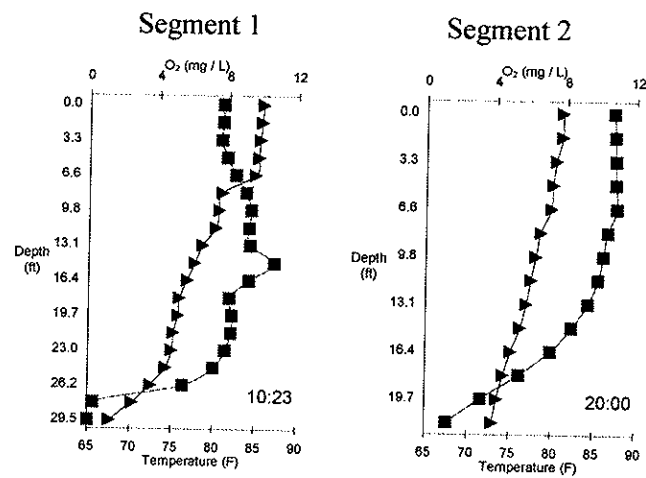 Segment 1
Segment 2
0 4 8 12
O₂ (mg / L)
0 4 8 12
O₂ (mg / L)
0.0
3.3
6.6
9.8
13.1
Depth
(ft)
16.4
19.7
23.0
26.2
29.5
10:23
65 70 75 80 85 90
Temperature (F)
0.0
3.3
6.6
9.8
Depth
(ft)
13.1
16.4
19.7
20:00
65 70 75 80 85 90
Temperature (F)